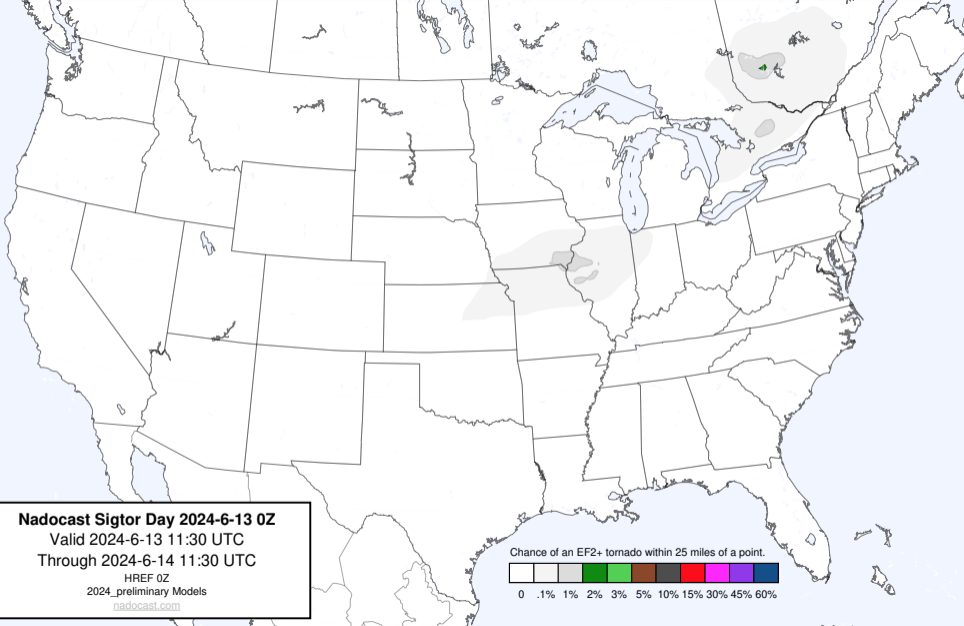 Nadocast Sigtor Day 2024-6-13 0Z
Valid 2024-6-13 11:30 UTC
Through 2024-6-14 11:30 UTC
HREF 0Z
2024_preliminary Models
nadocast.com
Chance of an EF2+ tornado within 25 miles of a point.
0 .1% 1% 2% 3% 5% 10% 15% 30% 45% 60%